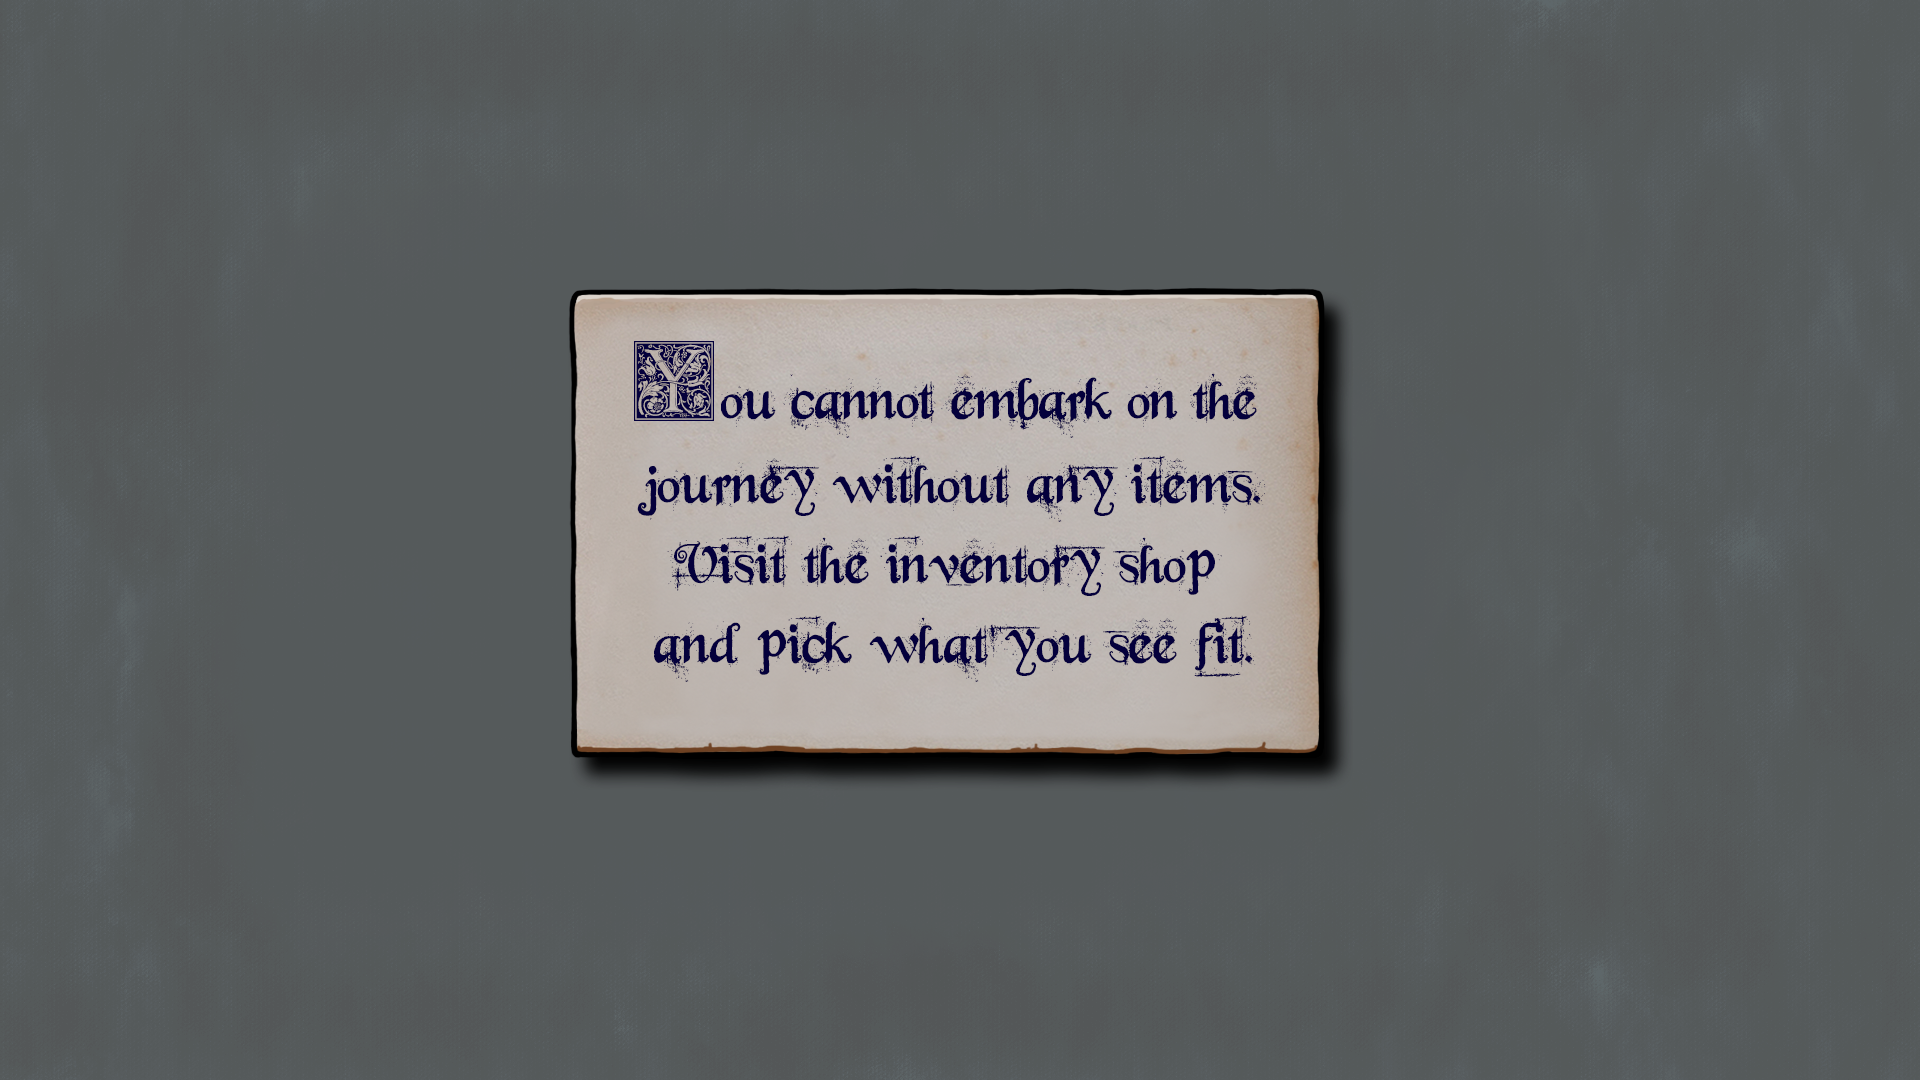 You cannot embark on the
journey without any items.
Visit the inventory shop
and pick what you see fit.